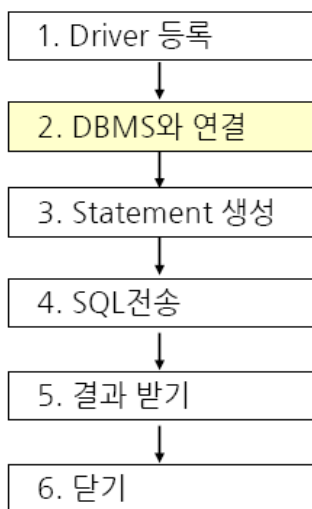 1. Driver 등록
2. DBMS와 연결
3. Statement 생성
4. SQL전송
5. 결과 받기
6. 닫기